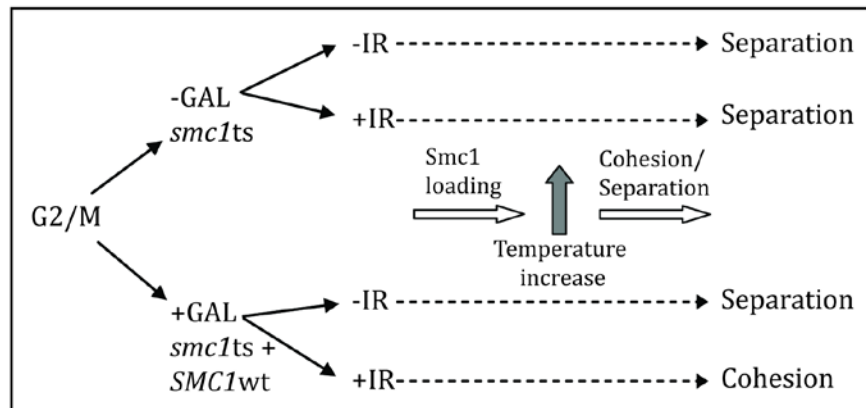 -IR
Separation
-GAL
smc1ts
+IR
Separation
Smc1
loading
Cohesion/
Separation
G2/M
Temperature
increase
+GAL
smc1ts +
SMC1wt
-IR
Separation
+IR
Cohesion